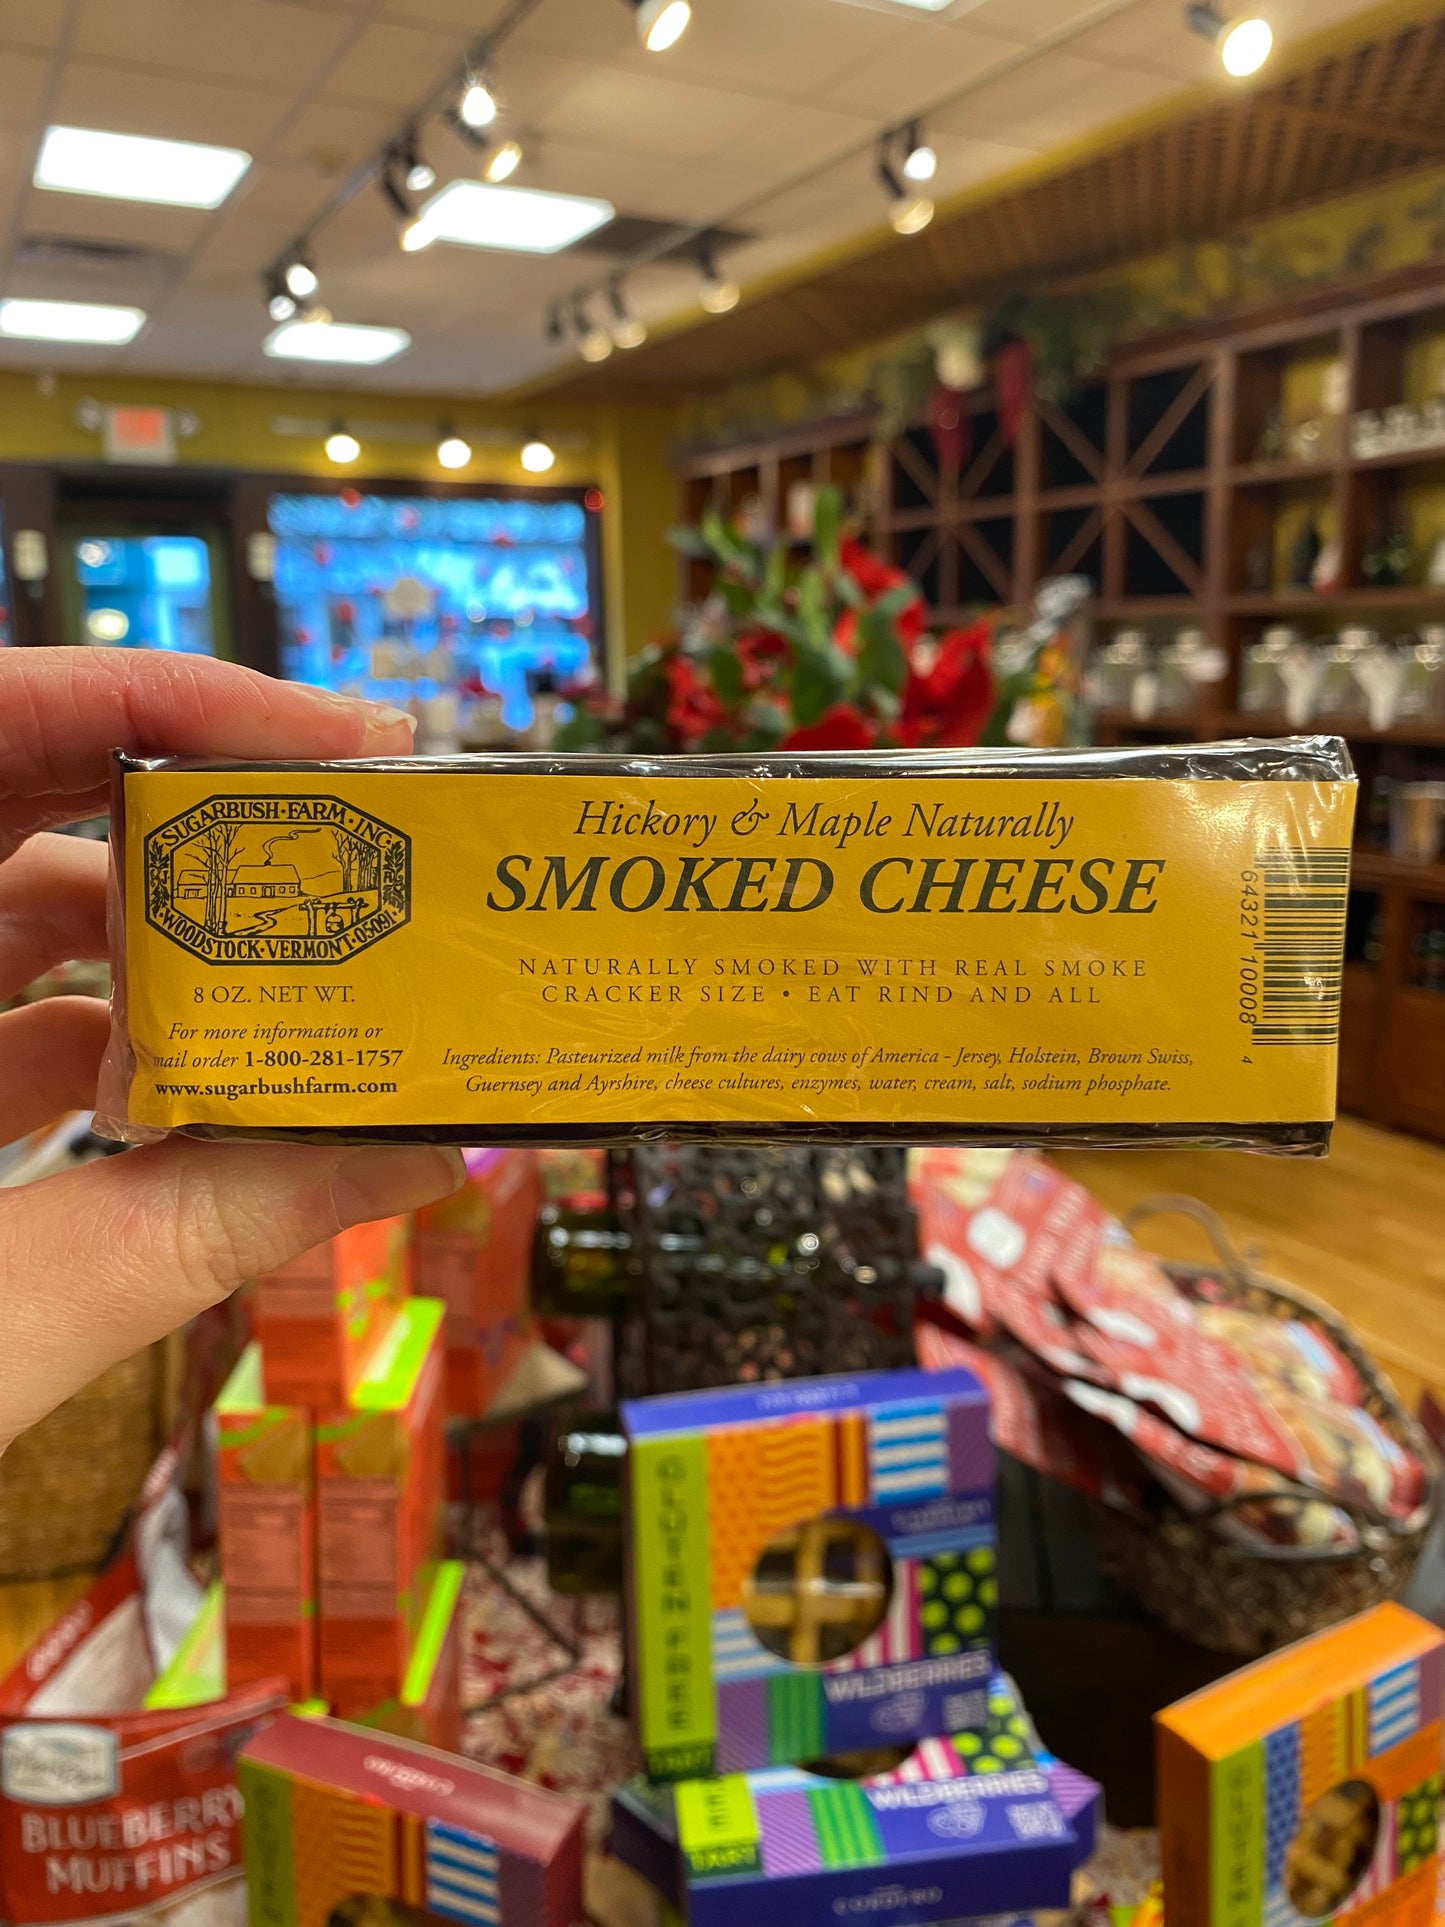 SUGARBUSH·FARM·INC.
WOODSTOCK·VERMONT·05091
8 OZ. NET WT.
For more information or
mail order 1-800-281-1757
www.sugarbushfarm.com
Hickory & Maple Naturally
SMOKED CHEESE
NATURALLY SMOKED WITH REAL SMOKE
CRACKER SIZE • EAT RIND AND ALL
Ingredients: Pasteurized milk from the dairy cows of America - Jersey, Holstein, Brown Swiss,
Guernsey and Ayrshire, cheese cultures, enzymes, water, cream, salt, sodium phosphate.
64321 10008
4
GLUTEN FREE
TART
WILDBERRIES
TART
WILDBERRIES
BLUEBERRY
MUFFINS